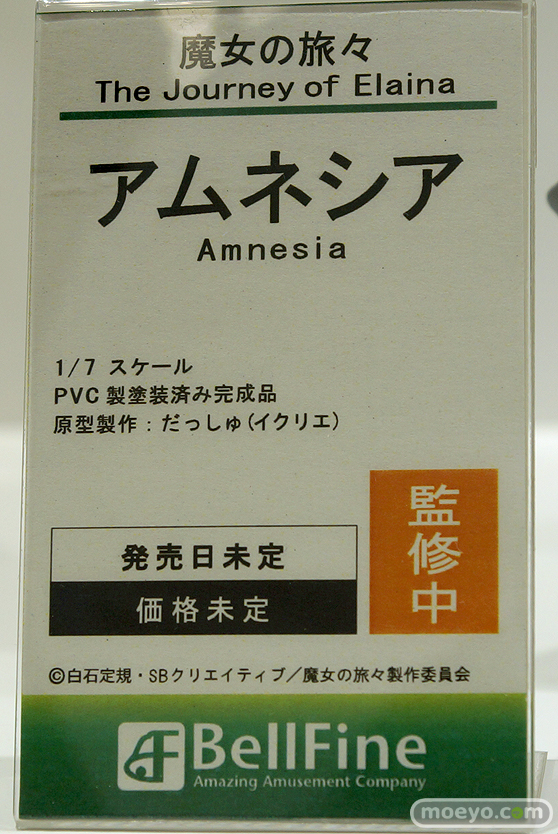 魔女の旅々
The Journey of Elaina
アムネシア
Amnesia
1/7 スケール
PVC製塗装済み完成品
原型製作：だっしゅ(イクリエ)
発売日未定
価格未定
監修中
©白石定規・SBクリエイティブ／魔女の旅々製作委員会
BellFine
Amazing Amusement Company
moeyo.com